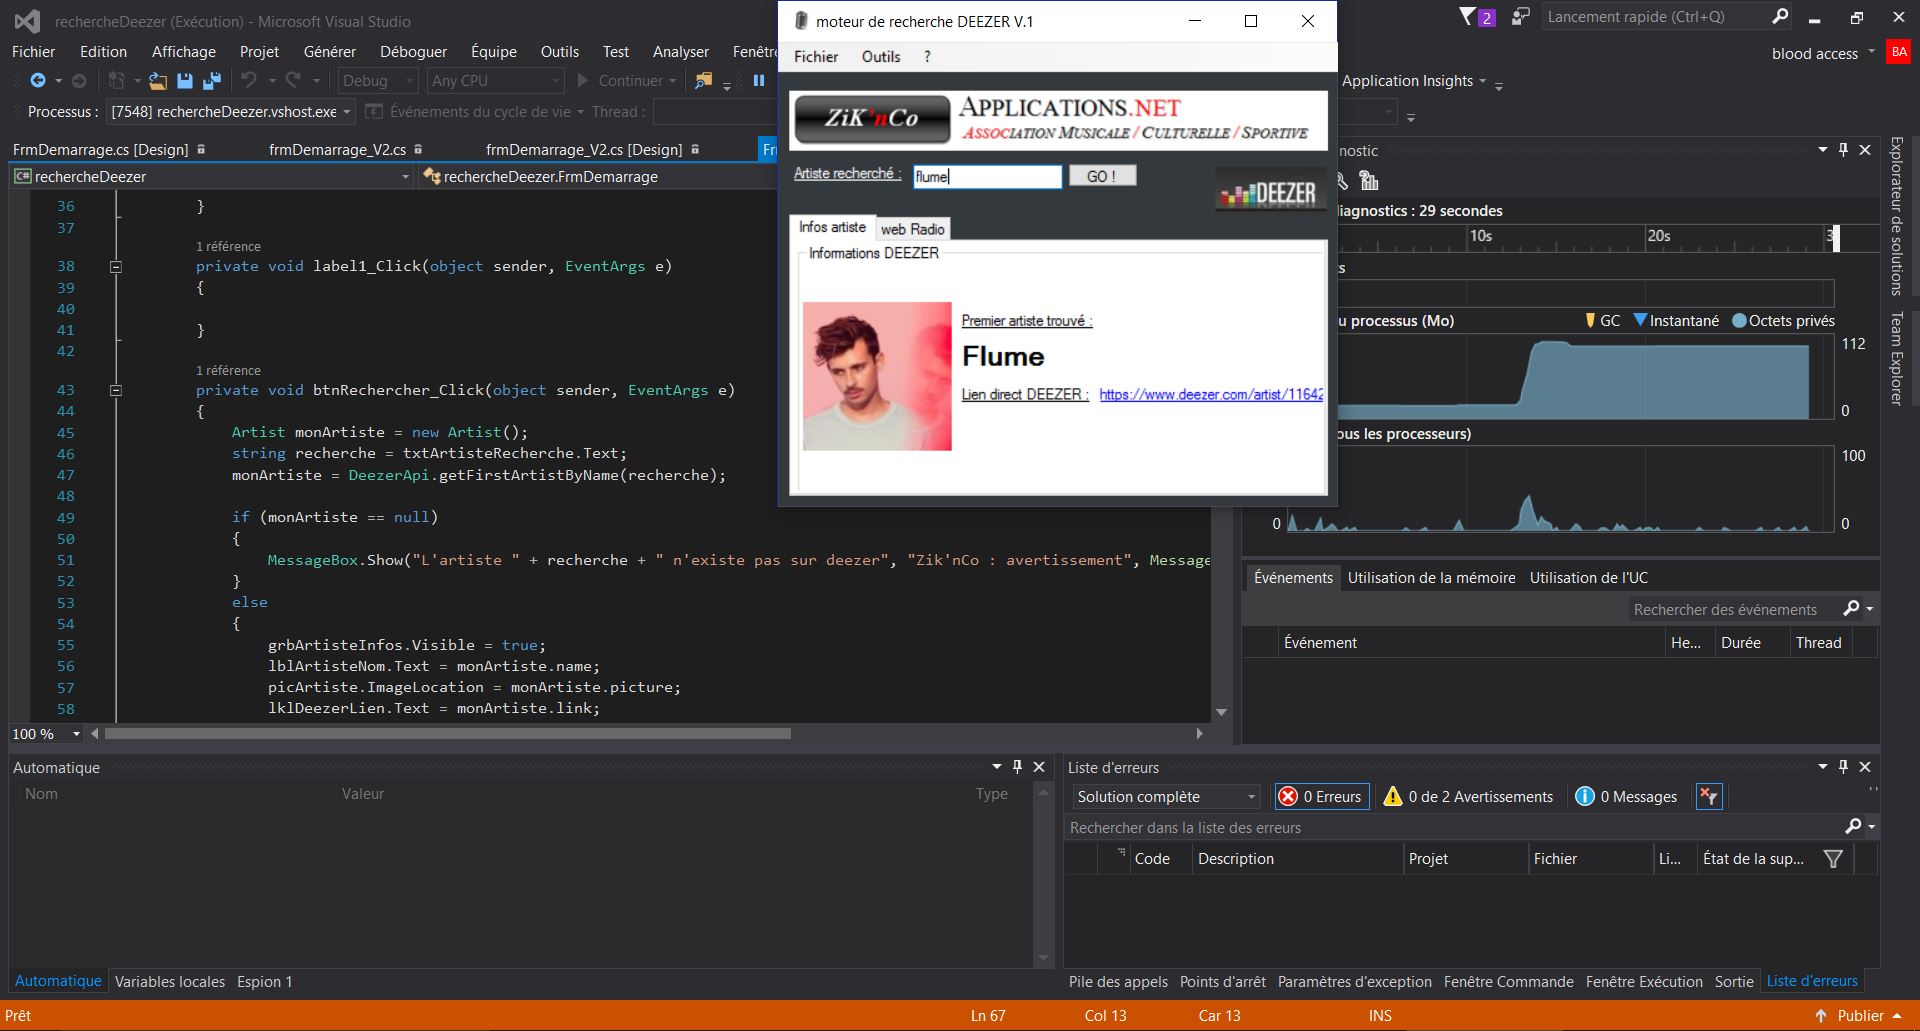 rechercheDeezer (Exécution) - Microsoft Visual Studio
2
Lancement rapide (Ctrl+Q)
Fichier Edition Affichage Projet Générer Déboguer Équipe Outils Test Analyser Fenêtre
blood access
BA
Debug
Any CPU
Continuer
Application Insights
Processus :
[7548] rechercheDeezer.vshost.exe
Événements du cycle de vie
Thread :
FrmDemarrage.cs [Design]
frmDemarrage_V2.cs
frmDemarrage_V2.cs [Design]
Fr
rechercheDeezer
rechercheDeezer.FrmDemarrage
36 }
37
1 référence
38 private void label1_Click(object sender, EventArgs e)
39 {
40
41 }
42
1 référence
43 private void btnRechercher_Click(object sender, EventArgs e)
44 {
45 Artist monArtiste = new Artist();
46 string recherche = txtArtisteRecherche.Text;
47 monArtiste = DeezerApi.getFirstArtistByName(recherche);
48
49 if (monArtiste == null)
50 {
51 MessageBox.Show("L'artiste " + recherche + " n'existe pas sur deezer", "Zik'nCo : avertissement", Message
52 }
53 else
54 {
55 grbArtisteInfos.Visible = true;
56 lblArtisteNom.Text = monArtiste.name;
57 picArtiste.ImageLocation = monArtiste.picture;
58 lklDeezerLien.Text = monArtiste.link;
100 %
moteur de recherche DEEZER V.1
Fichier Outils ?
ZiK'nCo
APPLICATIONS.NET
ASSOCIATION MUSICALE / CULTURELLE / SPORTIVE
Artiste recherché :
flume
GO !
DEEZER
Infos artiste
web Radio
Informations DEEZER
Premier artiste trouvé :
Flume
Lien direct DEEZER :
https://www.deezer.com/artist/11642
nostic
iagnostics : 29 secondes
10s
20s
3
s
u processus (Mo)
GC
Instantané
Octets privés
112
0
ous les processeurs)
100
0
0
Événements
Utilisation de la mémoire
Utilisation de l'UC
Rechercher des événements
Événement
He...
Durée
Thread
Explorateur de solutions
Team Explorer
Automatique
Nom
Valeur
Type
Automatique
Variables locales
Espion 1
Liste d'erreurs
Solution complète
0 Erreurs
0 de 2 Avertissements
0 Messages
Rechercher dans la liste des erreurs
Code
Description
Projet
Fichier
Li...
État de la sup...
Pile des appels
Points d'arrêt
Paramètres d'exception
Fenêtre Commande
Fenêtre Exécution
Sortie
Liste d'erreurs
Prêt
Ln 67
Col 13
Car 13
INS
Publier